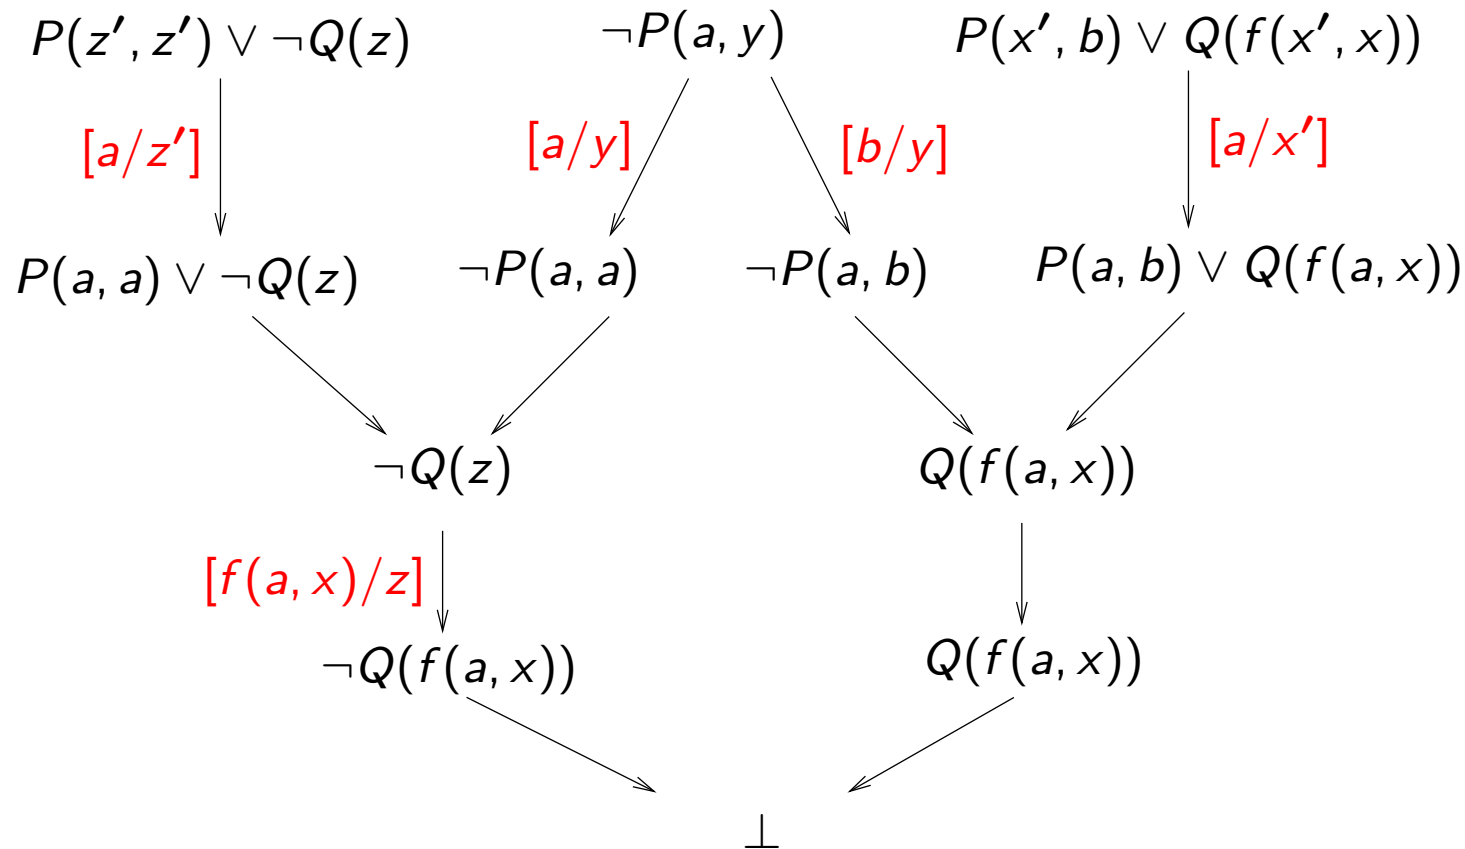 P(z′, z′) ∨ ¬Q(z) ¬P(a, y) P(x′, b) ∨ Q(f(x′, x))
[a/z′] [a/y] [b/y] [a/x′]
P(a, a) ∨ ¬Q(z) ¬P(a, a) ¬P(a, b) P(a, b) ∨ Q(f(a, x))
¬Q(z) Q(f(a, x))
[f(a, x)/z]
¬Q(f(a, x)) Q(f(a, x))
⊥